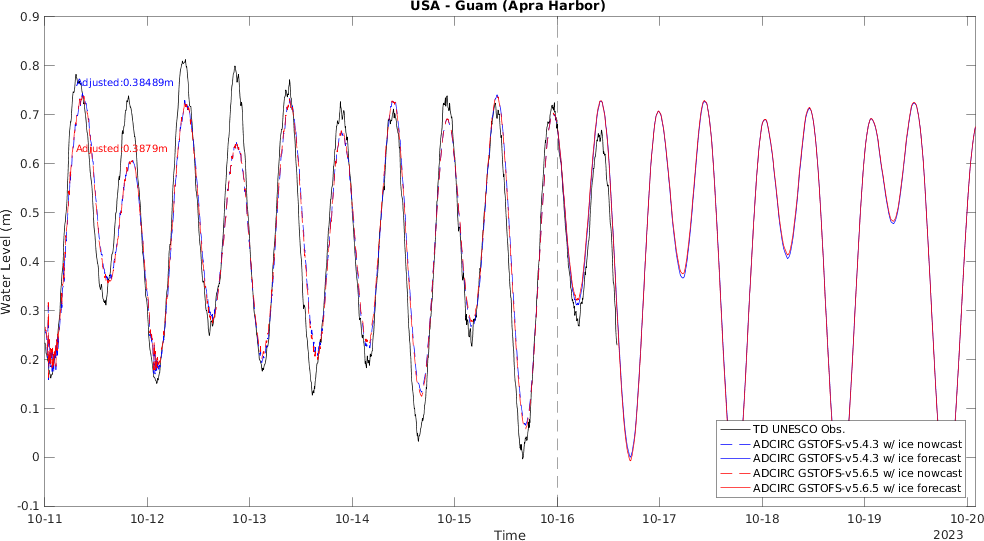 USA - Guam (Apra Harbor)
0.9
0.8
0.7
0.6
0.5
0.4
0.3
0.2
0.1
0
-0.1
Water Level (m)
Adjusted:0.38489m
Adjusted:0.3879m
TD UNESCO Obs.
ADCIRC GSTOFS-v5.4.3 w/ ice nowcast
ADCIRC GSTOFS-v5.4.3 w/ ice forecast
ADCIRC GSTOFS-v5.6.5 w/ ice nowcast
ADCIRC GSTOFS-v5.6.5 w/ ice forecast
10-11 10-12 10-13 10-14 10-15 10-16 10-17 10-18 10-19 10-20
Time
2023